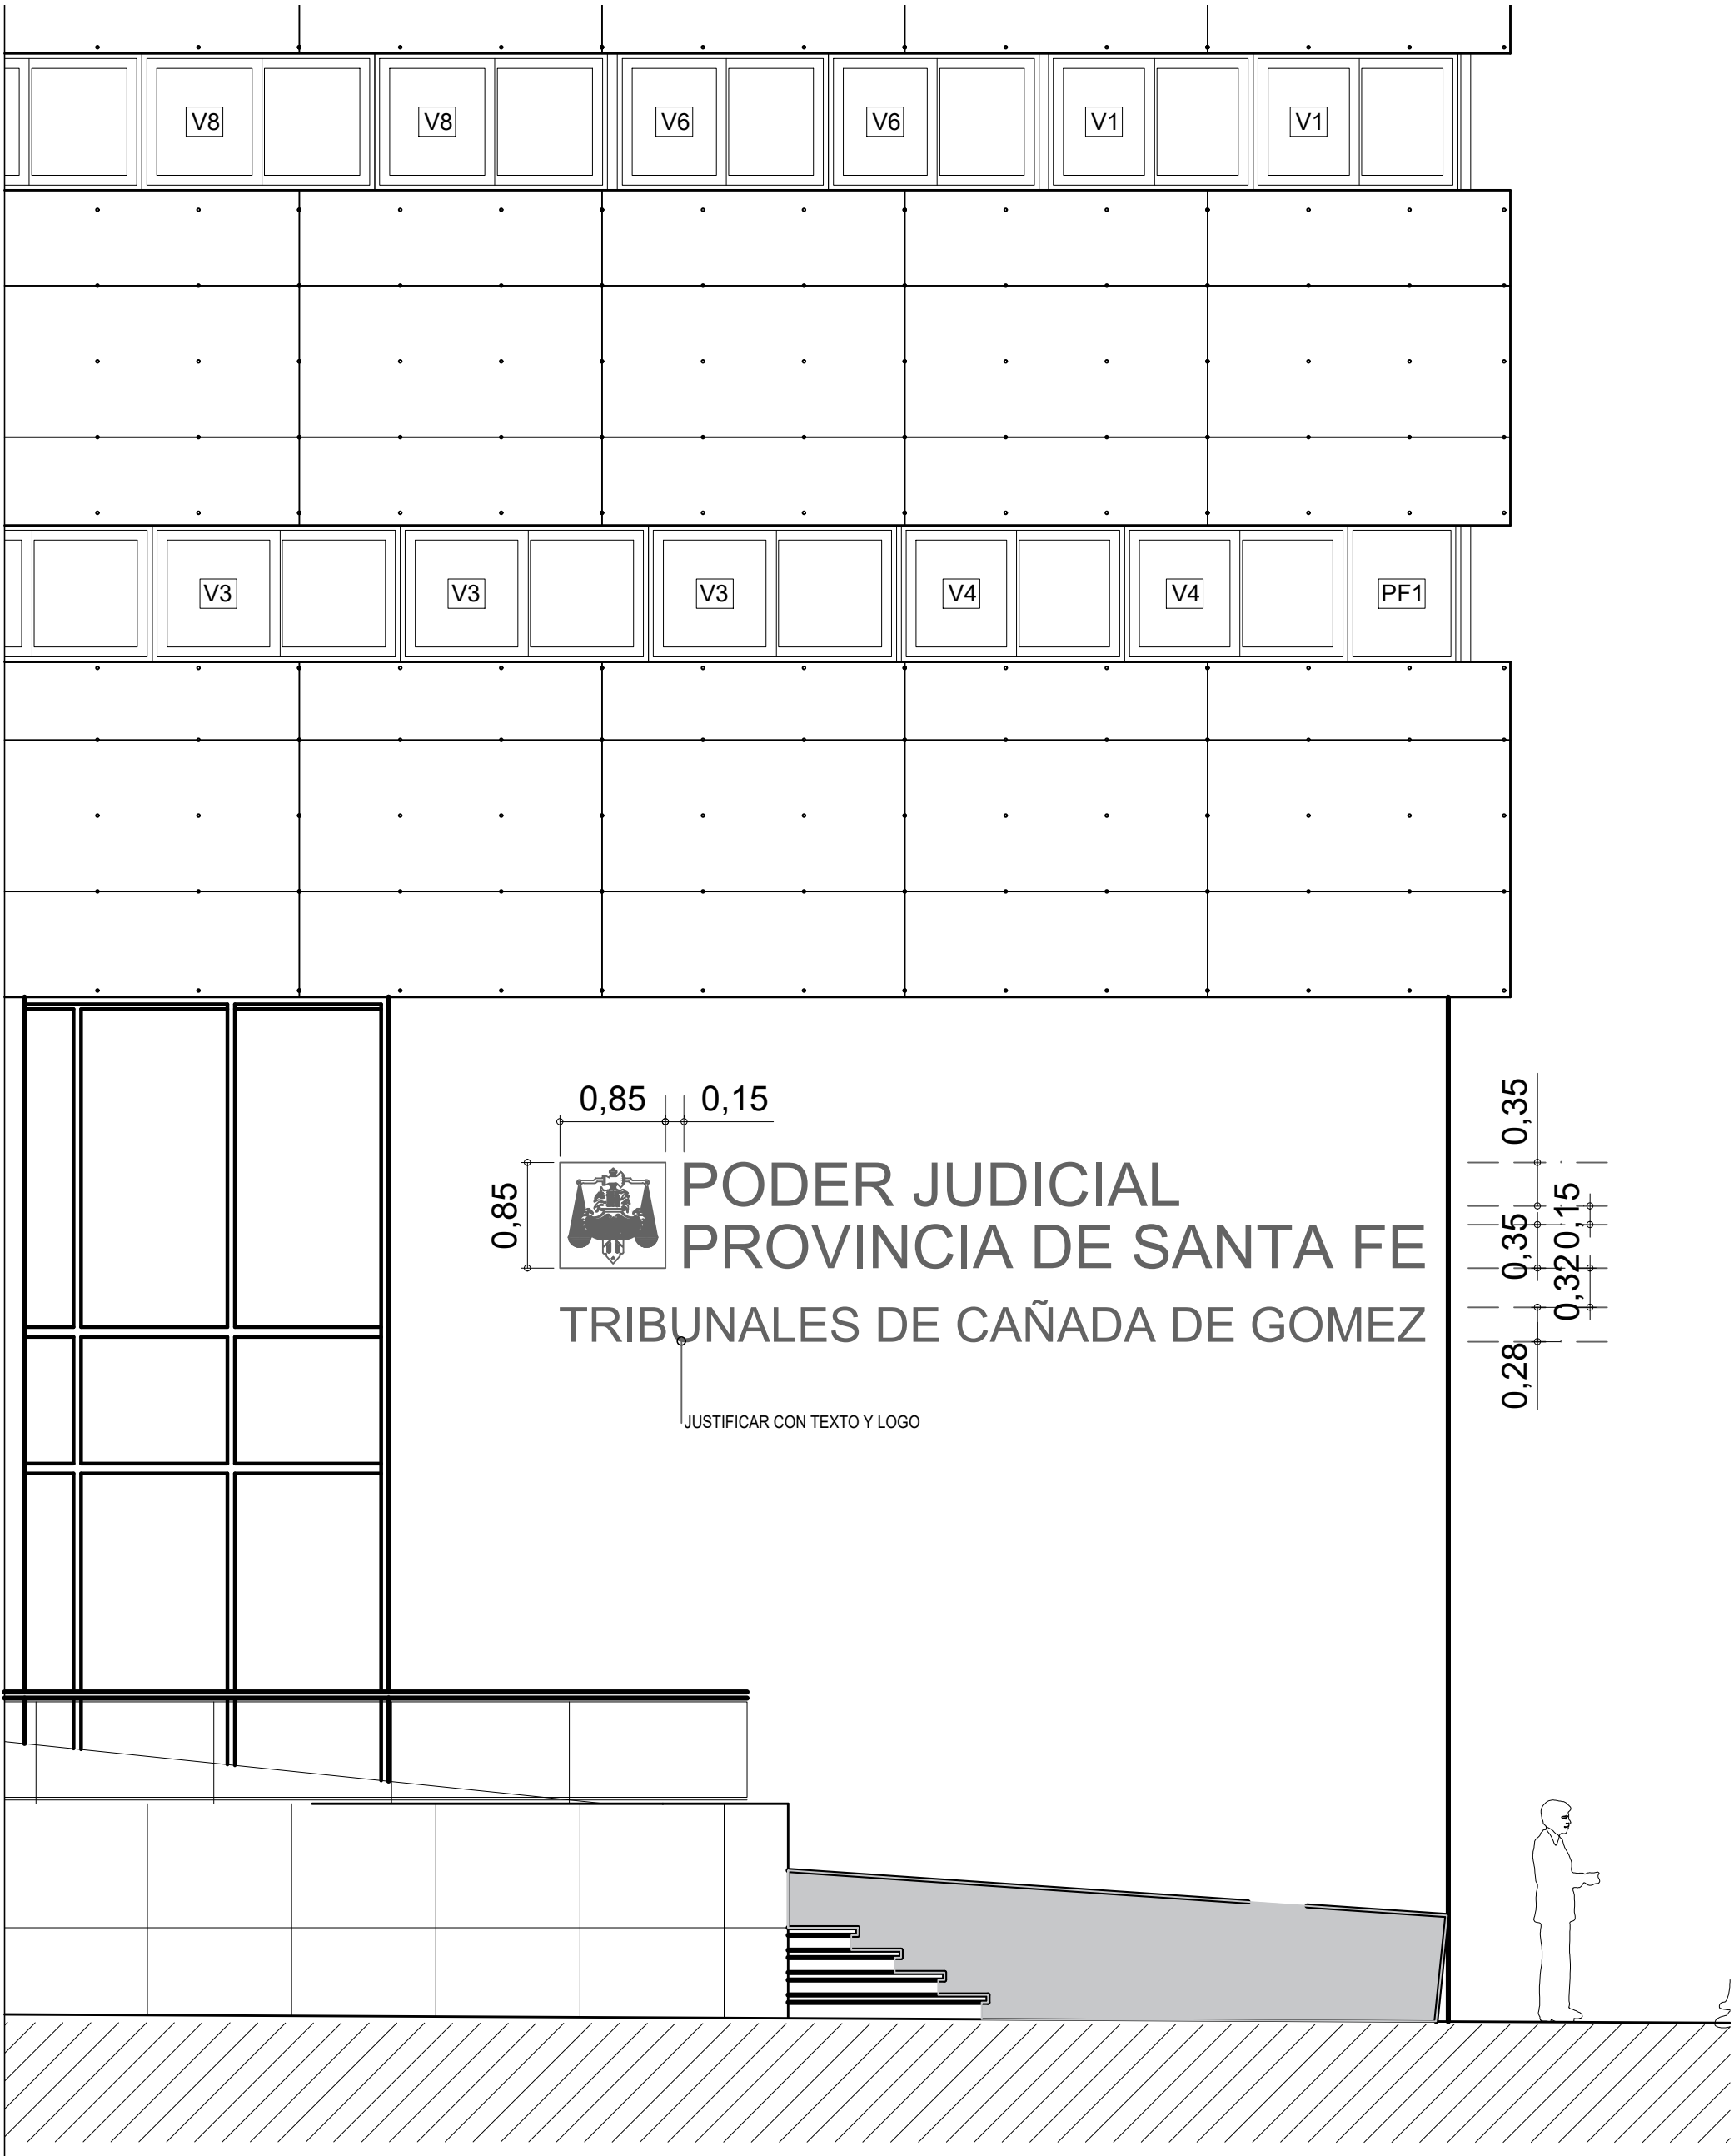 V8 V8 V6 V6 V1 V1
V3 V3 V3 V4 V4 PF1
0,85 0,15
0,35
0,85
PODER JUDICIAL
PROVINCIA DE SANTA FE
0,15
0,35
0,32
TRIBUNALES DE CAÑADA DE GOMEZ
0,28
JUSTIFICAR CON TEXTO Y LOGO